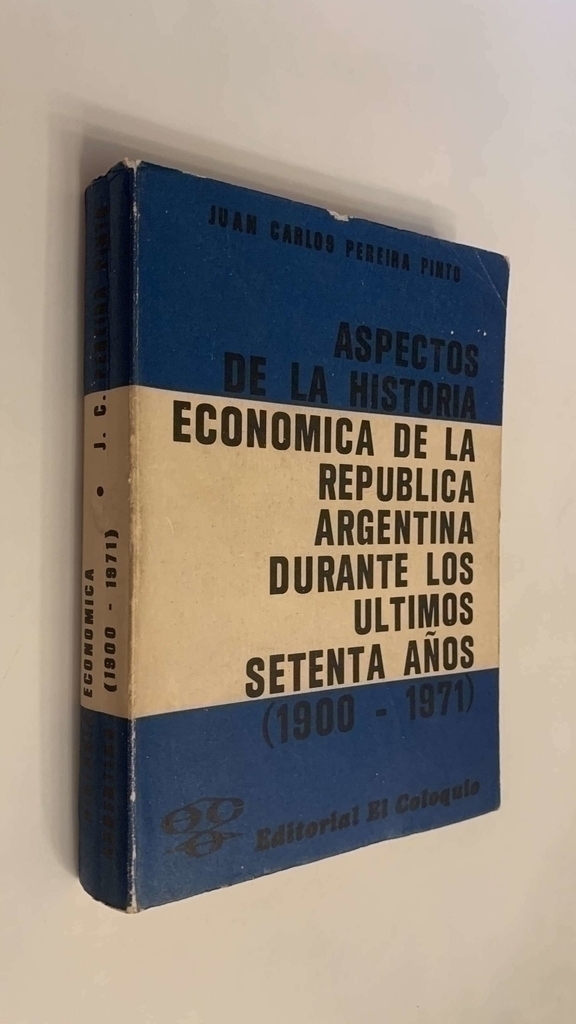 JUAN CARLOS PEREIRA PINTO
ASPECTOS
DE LA HISTORIA
ECONOMICA DE LA
REPUBLICA
ARGENTINA
DURANTE LOS
ULTIMOS
SETENTA AÑOS
(1900 - 1971)
Editorial El Coloquio
ECONOMICA
(1900 - 1971) • J. C. PEREIRA PINTO